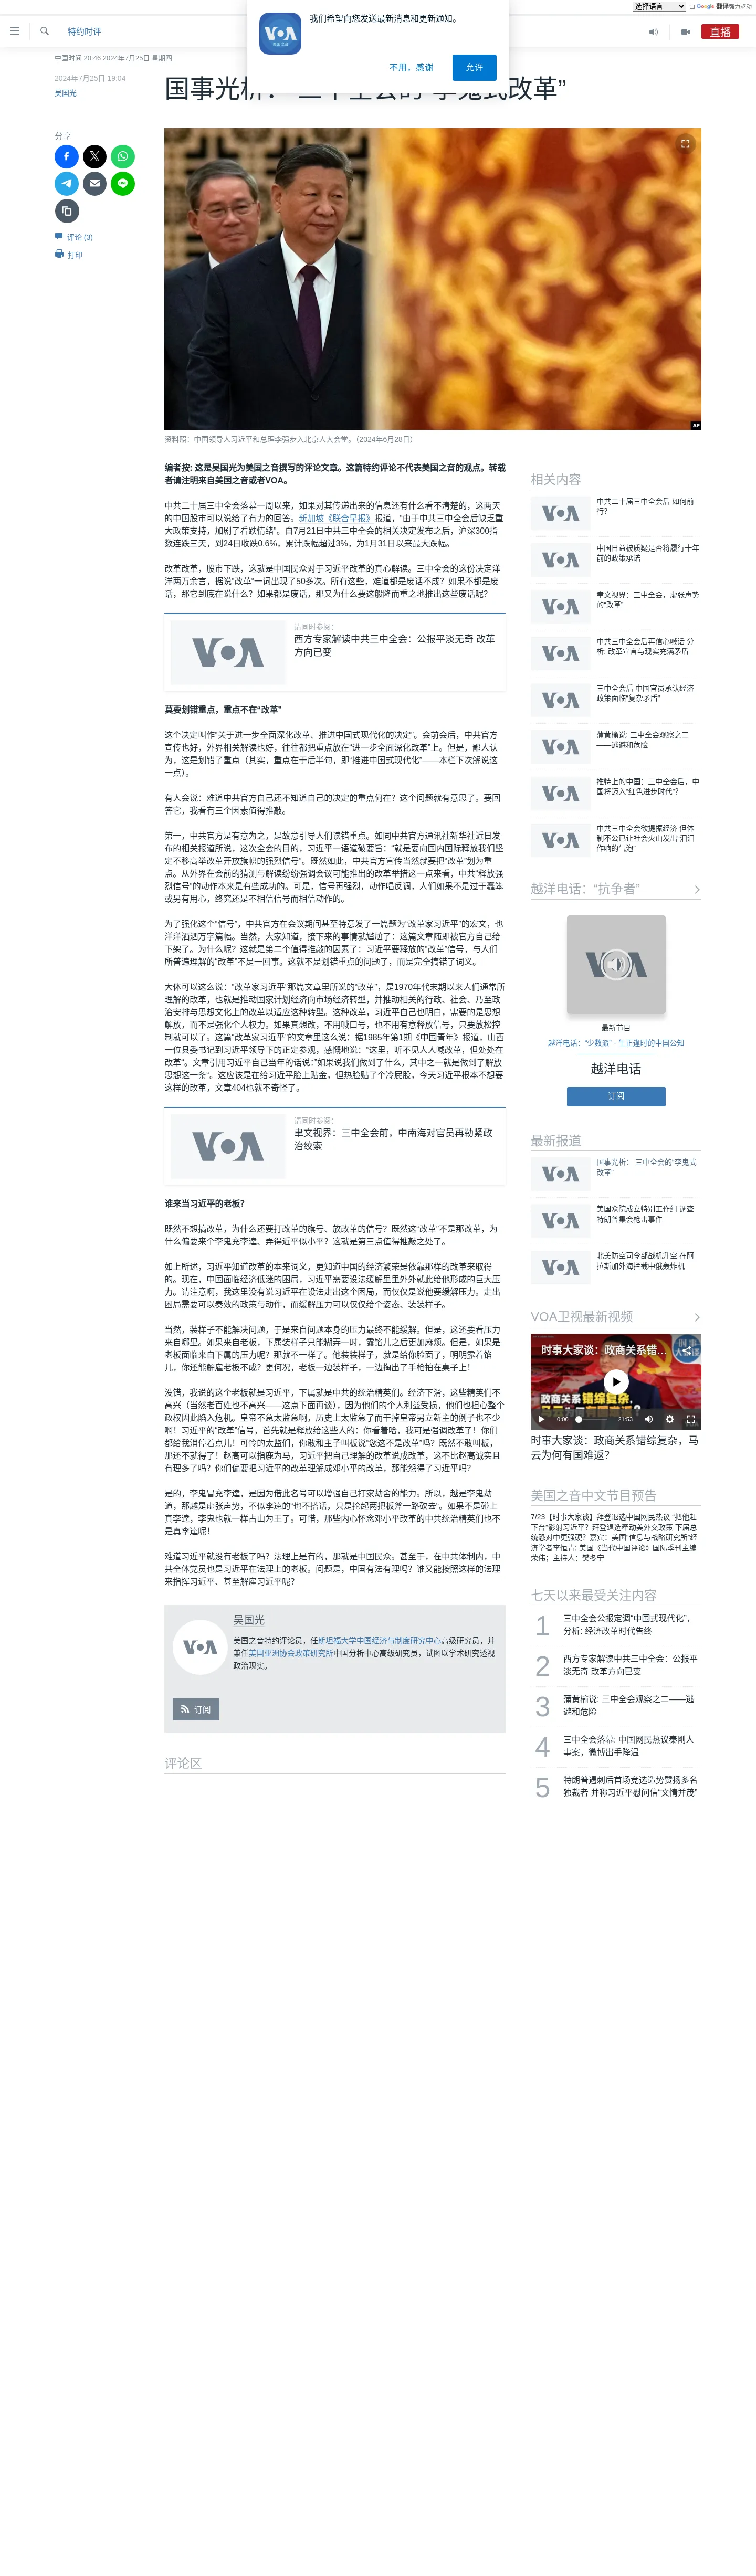 选择语言
由 Google 翻译强力驱动
特约时评
直播
我们希望向您发送最新消息和更新通知。
不用，感谢
允许
中国时间 20:46 2024年7月25日 星期四
2024年7月25日 19:04
吴国光
国事光析：
三中全会的“李鬼式改革”
分享
评论 (3)
打印
AP
资料照：中国领导人习近平和总理李强步入北京人大会堂。（2024年6月28日）
编者按: 这是吴国光为美国之音撰写的评论文章。这篇特约评论不代表美国之音的观点。转载
者请注明来自美国之音或者VOA。
中共二十届三中全会落幕一周以来，如果对其传递出来的信息还有什么看不清楚的，这两天
的中国股市可以说给了有力的回答。新加坡《联合早报》报道，“由于中共三中全会后缺乏重
大政策支持，加剧了看跌情绪”。自7月21日中共三中全会的相关决定发布之后，沪深300指
数连跌三天，到24日收跌0.6%，累计跌幅超过3%，为1月31日以来最大跌幅。
改革改革，股市下跌，这就是中国民众对于习近平改革的真心解读。三中全会的这份决定洋
洋两万余言，据说“改革”一词出现了50多次。所有这些，难道都是废话不成？如果不都是废
话，那它到底在说什么？如果都是废话，那又为什么要这般隆而重之地推出这些废话呢？
请同时参阅:
西方专家解读中共三中全会：公报平淡无奇 改革
方向已变
莫要划错重点，重点不在“改革”
这个决定叫作“关于进一步全面深化改革、推进中国式现代化的决定”。会前会后，中共官方
宣传也好，外界相关解读也好，往往都把重点放在“进一步全面深化改革”上。但是，鄙人认
为，这是划错了重点（其实，重点在于后半句，即“推进中国式现代化”——本栏下次解说这
一点）。
有人会说：难道中共官方自己还不知道自己的决定的重点何在？这个问题就有意思了。要回
答它，我看有三个因素值得推敲。
第一，中共官方是有意为之，是故意引导人们读错重点。如同中共官方通讯社新华社近日发
布的相关报道所说，这次全会的目的，习近平一语道破要旨：“就是要向国内国际释放我们坚
定不移高举改革开放旗帜的强烈信号”。既然如此，中共官方宣传当然就要把“改革”划为重
点。从外界在会前的猜测与解读纷纷强调会议可能推出的改革举措这一点来看，中共“释放强
烈信号”的动作本来是有些成功的。可是，信号再强烈，动作唱反调，人们如果不是过于蠢笨
或另有用心，终究还是不相信信号而相信动作的。
为了强化这个“信号”，中共官方在会议期间甚至特意发了一篇题为“改革家习近平”的宏文，也
洋洋洒洒万字篇幅。当然，大家知道，接下来的事情就尴尬了：这篇文章随即被官方自己给
下架了。为什么呢？这就是第二个值得推敲的因素了：习近平要释放的“改革”信号，与人们
所普遍理解的“改革”不是一回事。这就不是划错重点的问题了，而是完全搞错了词义。
大体可以这么说：“改革家习近平”那篇文章里所说的“改革”，是1970年代末期以来人们通常所
理解的改革，也就是推动国家计划经济向市场经济转型，并推动相关的行政、社会、乃至政
治安排与思想文化上的改革以适应这种转型。这种改革，习近平自己也明白，需要的是思想
解放，而不是强化个人权力。如果真想改，不用喊口号，也不用有意释放信号，只要放松控
制就可以了。这篇“改革家习近平”的文章里这么说：据1985年第1期《中国青年》报道，山西
一位县委书记到习近平领导下的正定参观，感慨地说：“这里，听不见人人喊改革，但处处在
改革”。文章引用习近平自己当年的话说：”如果说我们做到了什么，其中之一就是做到了解放
思想这一条”。这应该是在给习近平脸上贴金，但热脸贴了个冷屁股，今天习近平根本不想要
这样的改革，文章404也就不奇怪了。
请同时参阅:
聿文视界：三中全会前，中南海对官员再勒紧政
治绞索
谁来当习近平的老板?
既然不想搞改革，为什么还要打改革的旗号、放改革的信号？既然这“改革”不是那改革，为
什么偏要来个李鬼充李逵、弄得近乎似小平？这就是第三点值得推敲之处了。
如上所述，习近平知道改革的本来词义，更知道中国的经济繁荣是依靠那样的改革来取得
的。现在，中国面临经济低迷的困局，习近平需要设法缓解里里外外就此给他形成的巨大压
力。请注意啊，我这里没有说习近平在设法走出这个困局，而仅仅是说他要缓解压力。走出
困局需要可以奏效的政策与动作，而缓解压力可以仅仅给个姿态、装装样子。
当然，装样子不能解决问题，于是来自问题本身的压力最终不能缓解。但是，这还要看压力
来自哪里。如果来自下属，装样子只能糊弄一时，露馅儿之后更加麻烦。但是，如果是
来自老板面临来自下属的压力呢？那就不一样了。他装装样子，就是给你脸面了，明明露着馅
儿，你还能解雇老板不成？更何况，老板一边装样子，一边掏出了手枪拍在桌子上！
没错，我说的这个老板就是习近平，下属就是中共的统治精英们。经济下滑，这些精英们不
高兴（当然老百姓也不高兴——这点下面再谈），因为他们的个人利益受损，他们也担心整个
政权因此陷入危机。皇帝不急太监急啊，历史上太监急了而干掉皇帝另立新主的例子也不少
啊！习近平的“改革”信号，首先就是释放给这些人的：你看着哈，我可是强调改革了！你们
都给我消停着点儿！可怜的太监们，你敢和主子叫板说“您这不是改革”吗？既然不敢叫板，
那还不就得了！赵高可以指鹿为马，习近平把自己理解的改革说成改革，这不比赵高诚实且
有理多了吗？你们偏要把习近平的改革理解成邓小平的改革，那能怨得了习近平吗？
是的，李鬼冒充李逵，是因为借此名号可以增强自己打家劫舍的能力。所以，越是李鬼劫
道，那越是虚张声势，不似李逵的“也不搭话，只是抡起两把板斧一路砍去”。如果不是碰上
真李逵，李鬼也就一样占山为王了。可惜，那些内心怀念邓小平改革的中共统治精英们也不
是真李逵呢！
难道习近平就没有老板了吗？法理上是有的，那就是中国民众。甚至于，在中共体制内，中
共全体党员也是习近平在法理上的老板。问题是，中国有法有理吗？谁又能按照这样的法理
来指挥习近平、甚至解雇习近平呢？
吴国光
美国之音特约评论员，任斯坦福大学中国经济与制度研究中心高级研究员，并
兼任美国亚洲协会政策研究所中国分析中心高级研究员，试图以学术研究透视
政治现实。
订阅
评论区
相关内容
中共二十届三中全会后 如何前
行？
中国日益被质疑是否将履行十年
前的政策承诺
聿文视界：三中全会，虚张声势
的“改革”
中共三中全会后再信心喊话 分
析: 改革宣言与现实充满矛盾
三中全会后 中国官员承认经济
政策面临“复杂矛盾”
蒲黄榆说: 三中全会观察之二
——逃避和危险
推特上的中国：三中全会后，中
国将迈入“红色进步时代”？
中共三中全会欲提振经济 但体
制不公已让社会火山发出“汩汩
作响的气泡”
越洋电话：“抗争者”
最新节目
越洋电话：“少数派” - 生正逢时的中国公知
越洋电话
订阅
最新报道
国事光析： 三中全会的“李鬼式
改革”
美国众院成立特别工作组 调查
特朗普集会枪击事件
北美防空司令部战机升空 在阿
拉斯加外海拦截中俄轰炸机
VOA卫视最新视频
时事大家谈：政商关系错...
0:00
21:53
时事大家谈：政商关系错综复杂，马
云为何有国难返？
美国之音中文节目预告
7/23【时事大家谈】拜登退选中国网民热议 “把他赶
下台”影射习近平？拜登退选牵动美外交政策 下届总
统恐对中更强硬？嘉宾：美国“信息与战略研究所”经
济学者李恒青; 美国《当代中国评论》国际季刊主编
荣伟；主持人：樊冬宁
七天以来最受关注内容
1 三中全会公报定调“中国式现代化”，
分析: 经济改革时代告终
2 西方专家解读中共三中全会：公报平
淡无奇 改革方向已变
3 蒲黄榆说: 三中全会观察之二——逃
避和危险
4 三中全会落幕: 中国网民热议秦刚人
事案，微博出手降温
5 特朗普遇刺后首场竞选造势赞扬多名
独裁者 并称习近平慰问信“文情并茂”